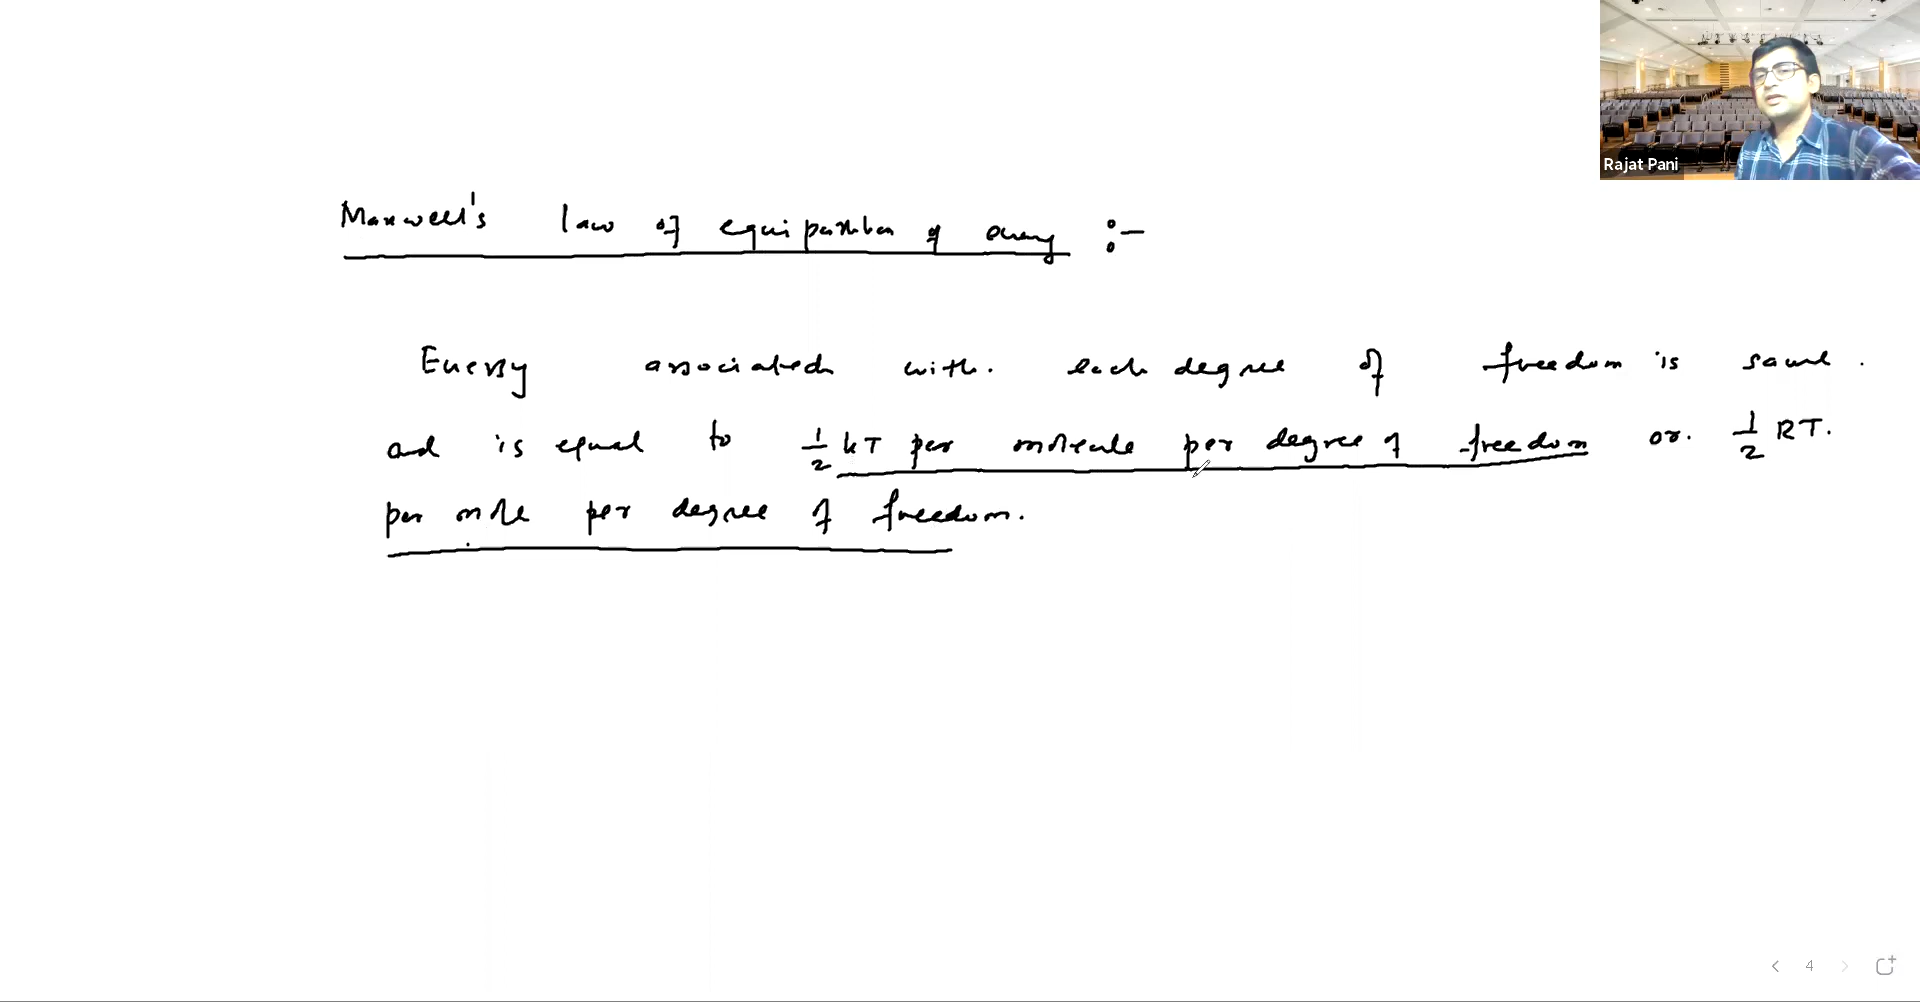 Rajat Pani
Maxwell's law of equipartition of energy :-
Energy associated with. each degree of freedom is same.
and is equal to 1/2 kT per molecule per degree of freedom or. 1/2 RT.
per mole per degree of freedom.
4